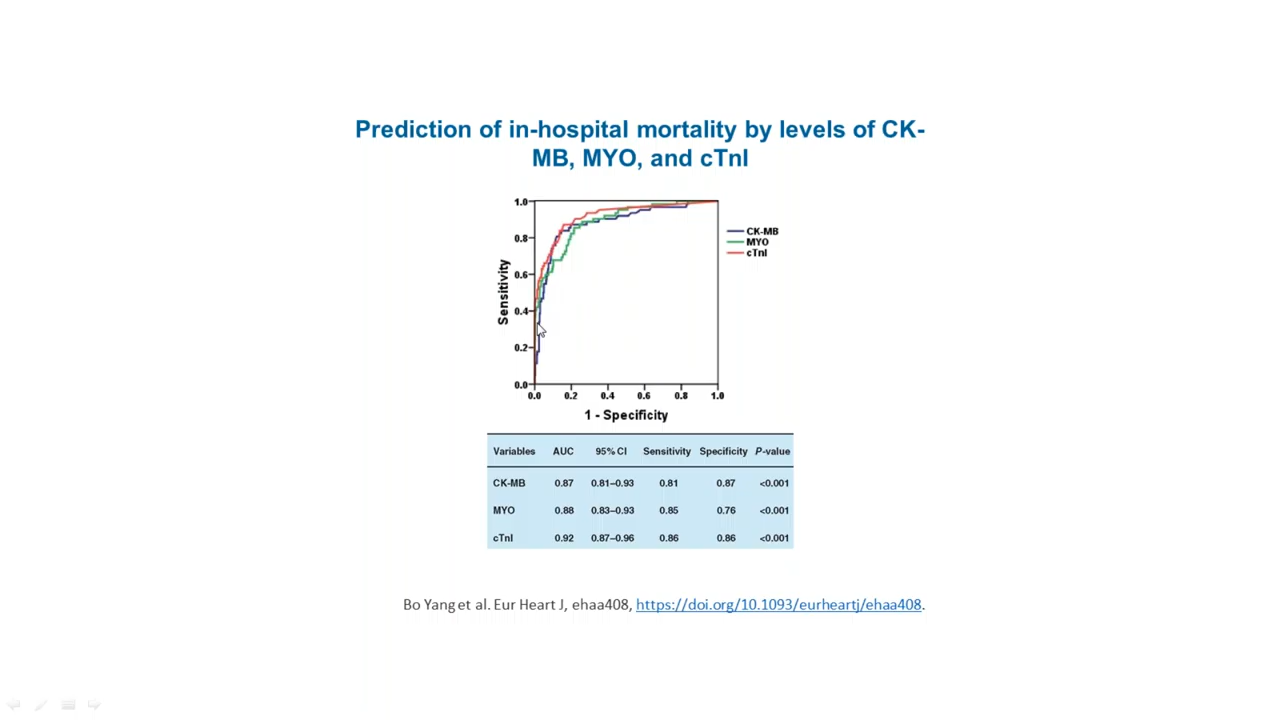 Prediction of in-hospital mortality by levels of CK-
MB, MYO, and cTnI
1.0
0.8
0.6
0.4
0.2
0.0
Sensitivity
0.0 0.2 0.4 0.6 0.8 1.0
1 - Specificity
CK-MB
MYO
cTnI
Variables AUC 95% CI Sensitivity Specificity P-value
CK-MB 0.87 0.81–0.93 0.81 0.87 <0.001
MYO 0.88 0.83–0.93 0.85 0.76 <0.001
cTnI 0.92 0.87–0.96 0.86 0.86 <0.001
Bo Yang et al. Eur Heart J, ehaa408, https://doi.org/10.1093/eurheartj/ehaa408.